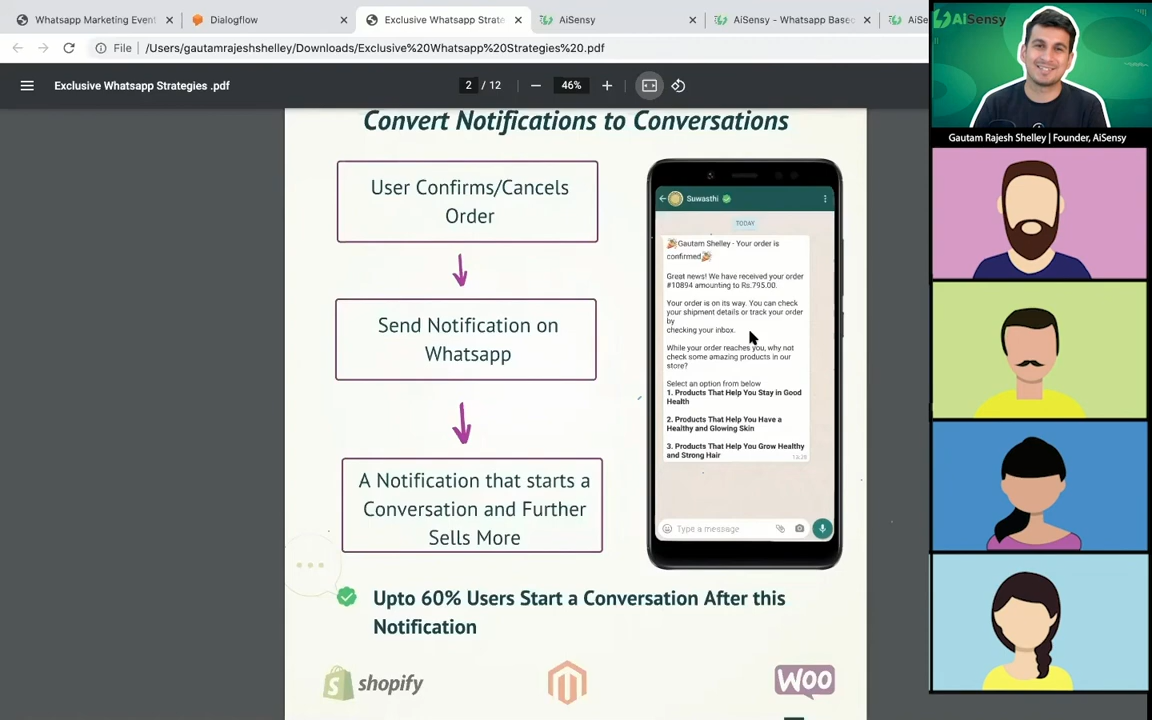 Whatsapp Marketing Event
Dialogflow
Exclusive Whatsapp Strate
AiSensy
AiSensy - Whatsapp Based
AiSe
File /Users/gautamrajeshshelley/Downloads/Exclusive%20Whatsapp%20Strategies%20.pdf
Exclusive Whatsapp Strategies .pdf
2 / 12
46%
AiSensy
Gautam Rajesh Shelley | Founder, AiSensy
Convert Notifications to Conversations
User Confirms/Cancels
Order
Send Notification on
Whatsapp
A Notification that starts a
Conversation and Further
Sells More
Suwasthi
TODAY
🎉Gautam Shelley - Your order is
confirmed🎉
Great news! We have received your order
#10894 amounting to Rs.795.00.
Your order is on its way. You can check
your shipment details or track your order
by
checking your inbox.
While your order reaches you, why not
check some amazing products in our
store?
Select an option from below
1. Products That Help You Stay in Good
Health
2. Products That Help You Have a
Healthy and Glowing Skin
3. Products That Help You Grow Healthy
and Strong Hair
Type a message
Upto 60% Users Start a Conversation After this
Notification
shopify
WOO